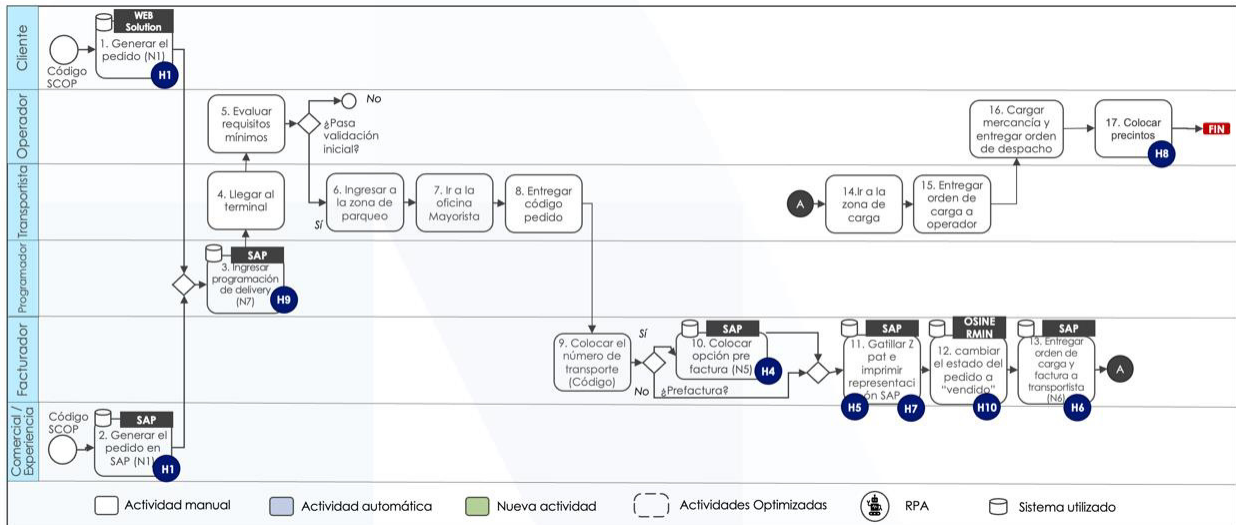 Cliente
WEB
Solution
1. Generar el
pedido (N1)
H1
Código
SCOP
Operador
5. Evaluar
requisitos
mínimos
No
¿Pasa
validación
inicial?
16. Cargar
mercancía y
entregar orden
de despacho
17. Colocar
precintos
H8
FIN
Transportista
4. Llegar al
terminal
Sí
6. Ingresar a
la zona de
parqueo
7. Ir a la
oficina
Mayorista
8. Entregar
código
pedido
A
14.Ir a la
zona de
carga
15. Entregar
orden de
carga a
operador
Programador
SAP
3. Ingresar
programación
de delivery
(N7)
H9
Facturador
9. Colocar el
número de
transporte
(Código)
Sí
No
¿Prefactura?
SAP
10. Colocar
opción pre
factura (N5)
H4
SAP
11. Gatillar Z
pat e imprimir
representaci
ón SAP
H5
H7
OSINE
RMIN
12. cambiar
el estado del
pedido a
"vendido"
H10
SAP
13. Entregar
orden de
carga y
factura a
transportista
(N6)
H6
A
Comercial /
Experiencia
Código
SCOP
SAP
2. Generar el
pedido en
SAP (N1)
H1
Actividad manual
Actividad automática
Nueva actividad
Actividades Optimizadas
RPA
Sistema utilizado